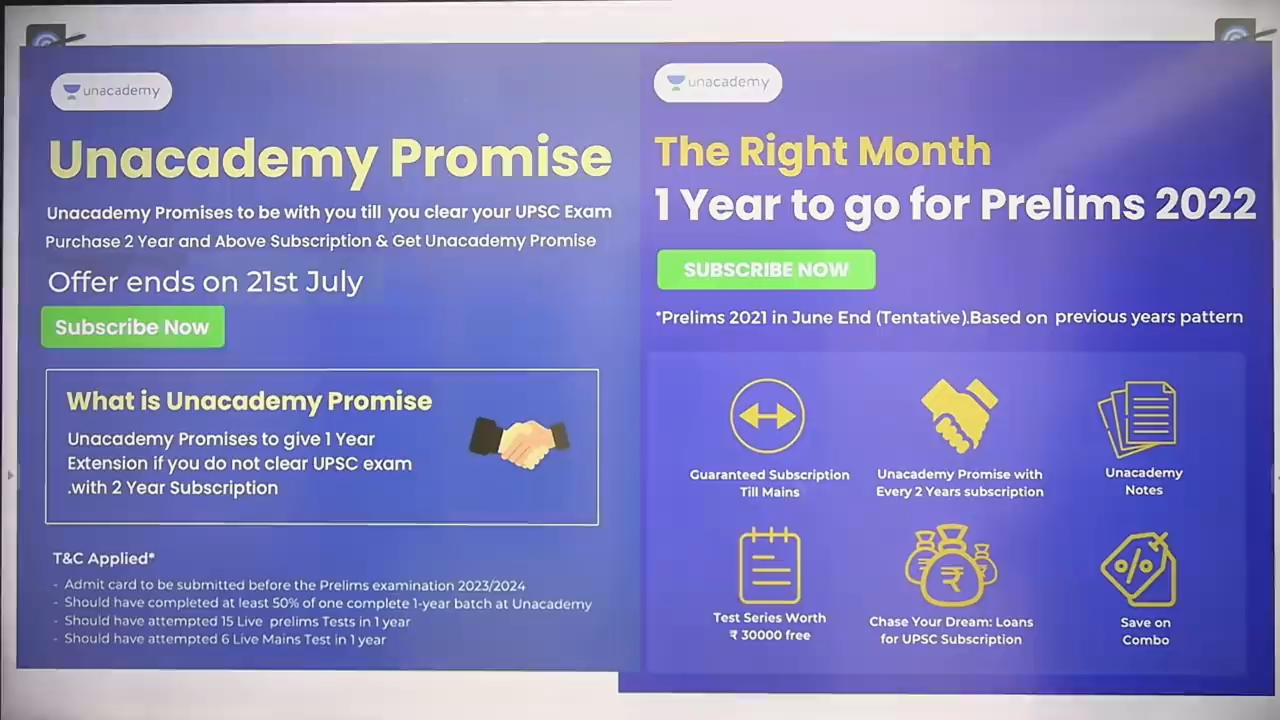 unacademy
Unacademy Promise
Unacademy Promises to be with you till you clear your UPSC Exam
Purchase 2 Year and Above Subscription & Get Unacademy Promise
Offer ends on 21st July
Subscribe Now
What is Unacademy Promise
Unacademy Promises to give 1 Year
Extension if you do not clear UPSC exam
.with 2 Year Subscription
T&C Applied*
- Admit card to be submitted before the Prelims examination 2023/2024
- Should have completed at least 50% of one complete 1-year batch at Unacademy
- Should have attempted 15 Live prelims Tests in 1 year
- Should have attempted 6 Live Mains Test in 1 year
unacademy
The Right Month
1 Year to go for Prelims 2022
SUBSCRIBE NOW
*Prelims 2021 in June End (Tentative).Based on previous years pattern
Guaranteed Subscription
Till Mains
Unacademy Promise with
Every 2 Years subscription
Unacademy
Notes
Test Series Worth
₹ 30000 free
Chase Your Dream: Loans
for UPSC Subscription
Save on
Combo